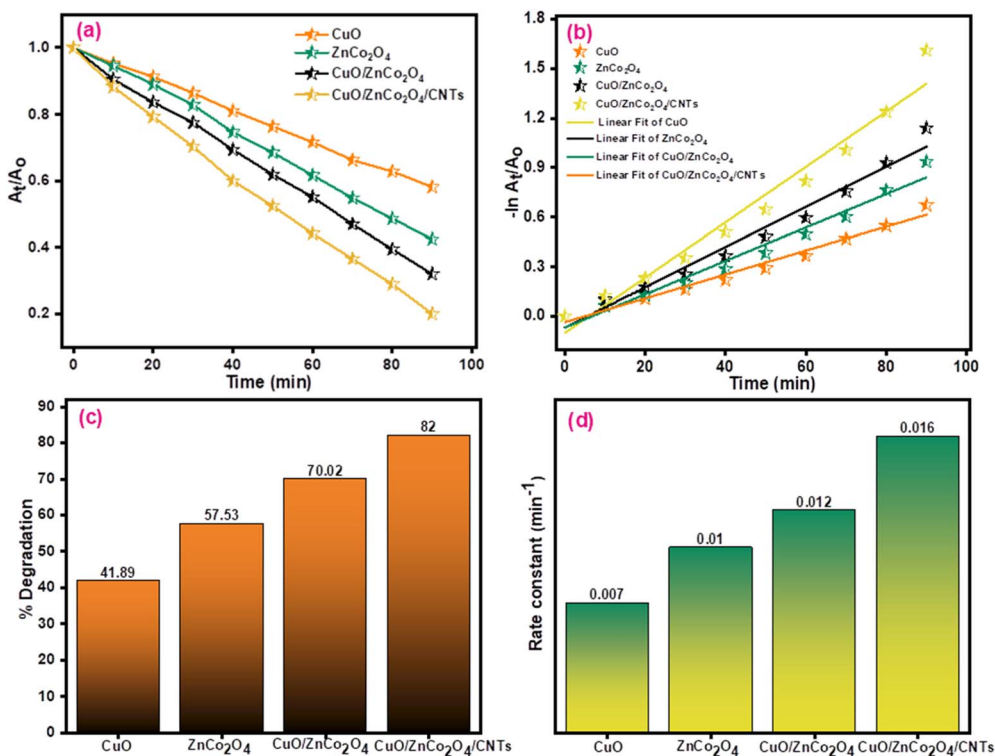 (a)
CuO
ZnCo₂O₄
CuO/ZnCo₂O₄
CuO/ZnCo₂O₄/CNTs
1.0
0.8
0.6
0.4
0.2
Aₜ/Aₒ
0 20 40 60 80 100
Time (min)
(b)
CuO
ZnCo₂O₄
CuO/ZnCo₂O₄
CuO/ZnCo₂O₄/CNTs
Linear Fit of CuO
Linear Fit of ZnCo₂O₄
Linear Fit of CuO/ZnCo₂O₄
Linear Fit of CuO/ZnCo₂O₄/CNTs
1.8
1.5
1.2
0.9
0.6
0.3
0.0
-ln Aₜ/Aₒ
0 20 40 60 80 100
Time (min)
(c)
90
80
70
60
50
40
30
20
10
0
% Degradation
41.89
57.53
70.02
82
CuO ZnCo₂O₄ CuO/ZnCo₂O₄ CuO/ZnCo₂O₄/CNTs
(d)
Rate constant (min⁻¹)
0.007
0.01
0.012
0.016
CuO ZnCo₂O₄ CuO/ZnCo₂O₄ CuO/ZnCo₂O₄/CNTs